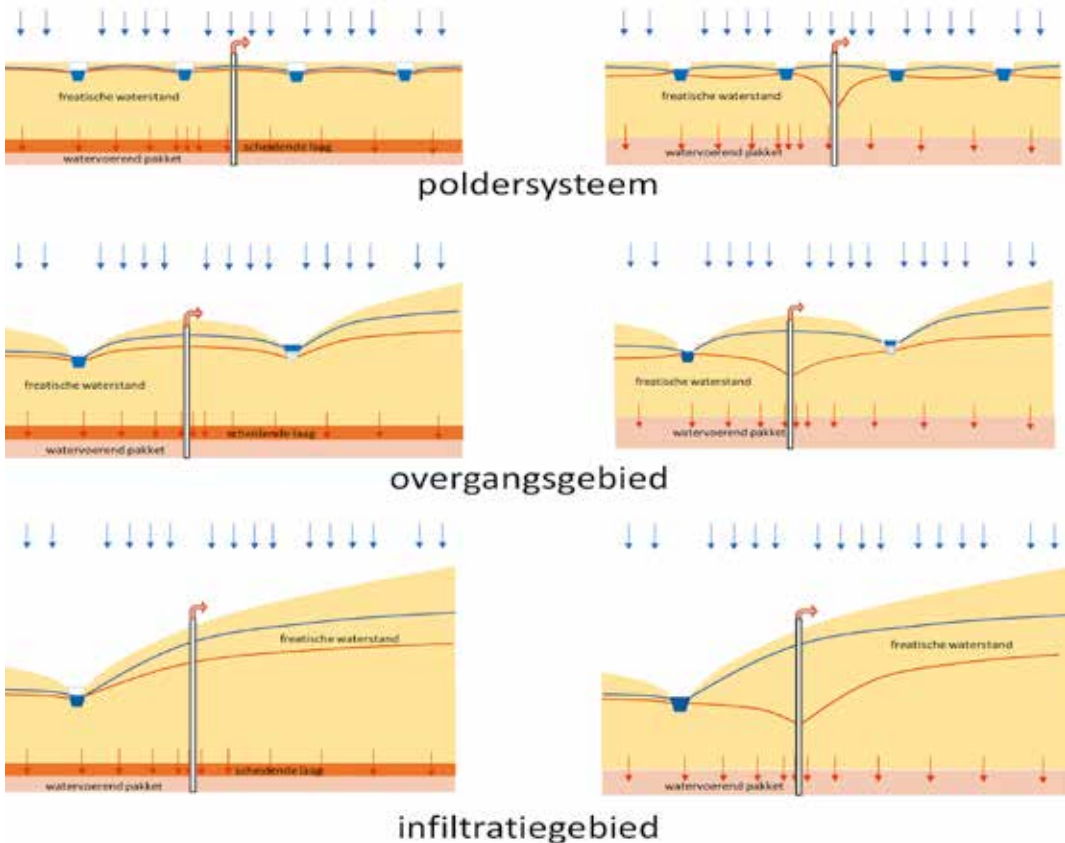 freatische waterstand
scheidende laag
watervoerend pakket
freatische waterstand
watervoerend pakket
poldersysteem
freatische waterstand
scheidende laag
watervoerend pakket
freatische waterstand
watervoerend pakket
overgangsgebied
freatische waterstand
scheidende laag
watervoerend pakket
freatische waterstand
watervoerend pakket
infiltratiegebied